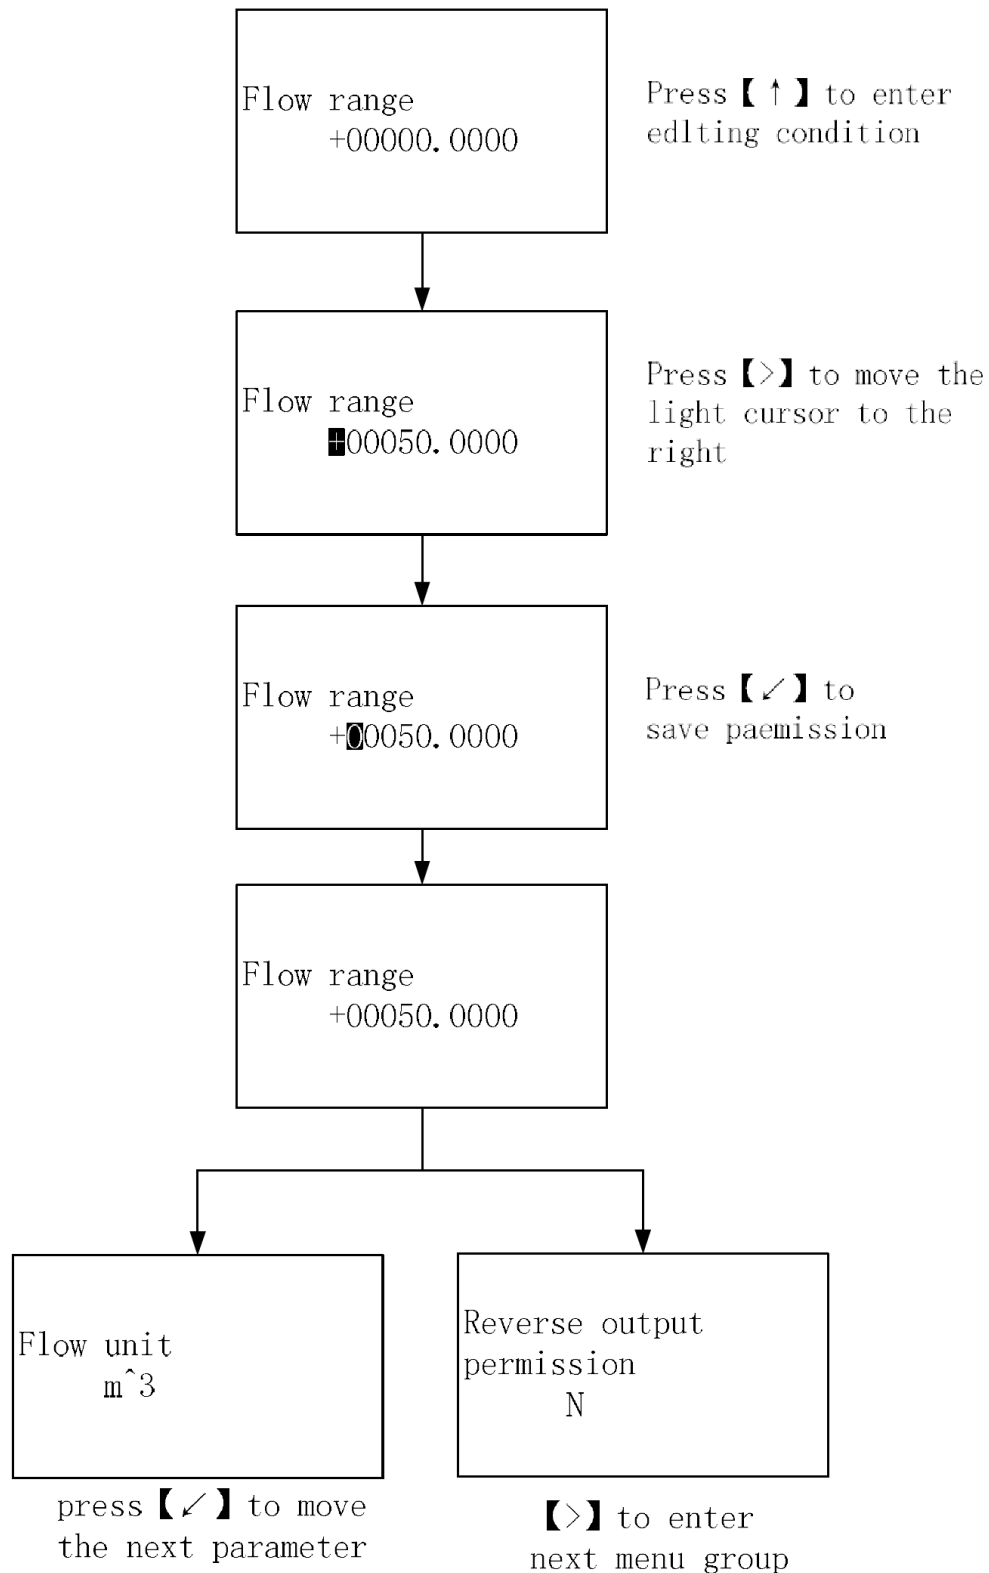 Flow range
+00000.0000
Press【↑】to enter
edlting condition
Flow range
+00050.0000
Press【>】to move the
light cursor to the
right
Flow range
+00050.0000
Press【↙】to
save paemission
Flow range
+00050.0000
Flow unit
m^3
press【↙】to move
the next parameter
Reverse output
permission
N
【>】to enter
next menu group